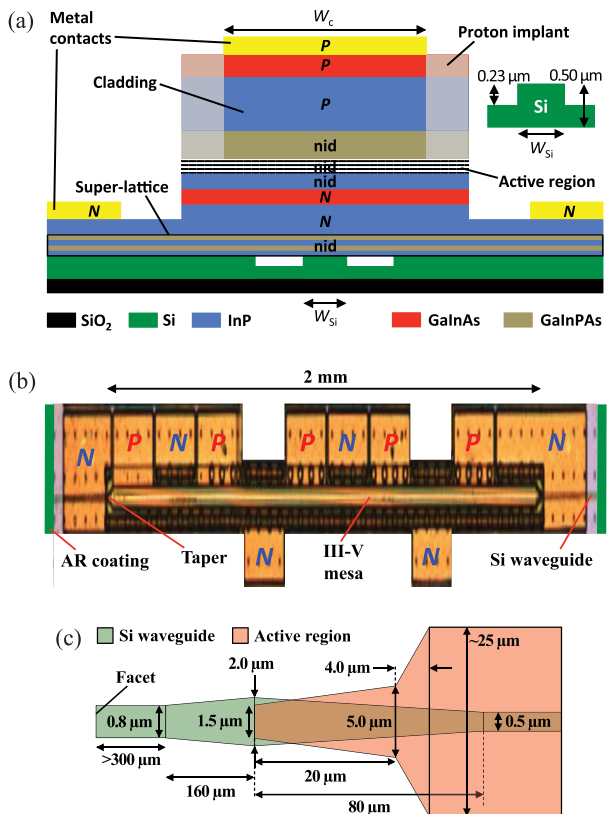 (a)
Metal
contacts
Wc
Proton implant
P
P
Cladding
P
0.23 µm
0.50 µm
Si
WSi
nid
nid
nid
Active region
Super-lattice
N
N
N
N
nid
WSi
SiO2
Si
InP
GaInAs
GaInPAs
(b)
2 mm
N
P
N
P
P
N
P
P
N
AR coating
Taper
N
III-V
mesa
N
Si waveguide
(c)
Si waveguide
Active region
Facet
2.0 µm
4.0 µm
~25 µm
0.8 µm
1.5 µm
5.0 µm
0.5 µm
>300 µm
160 µm
20 µm
80 µm